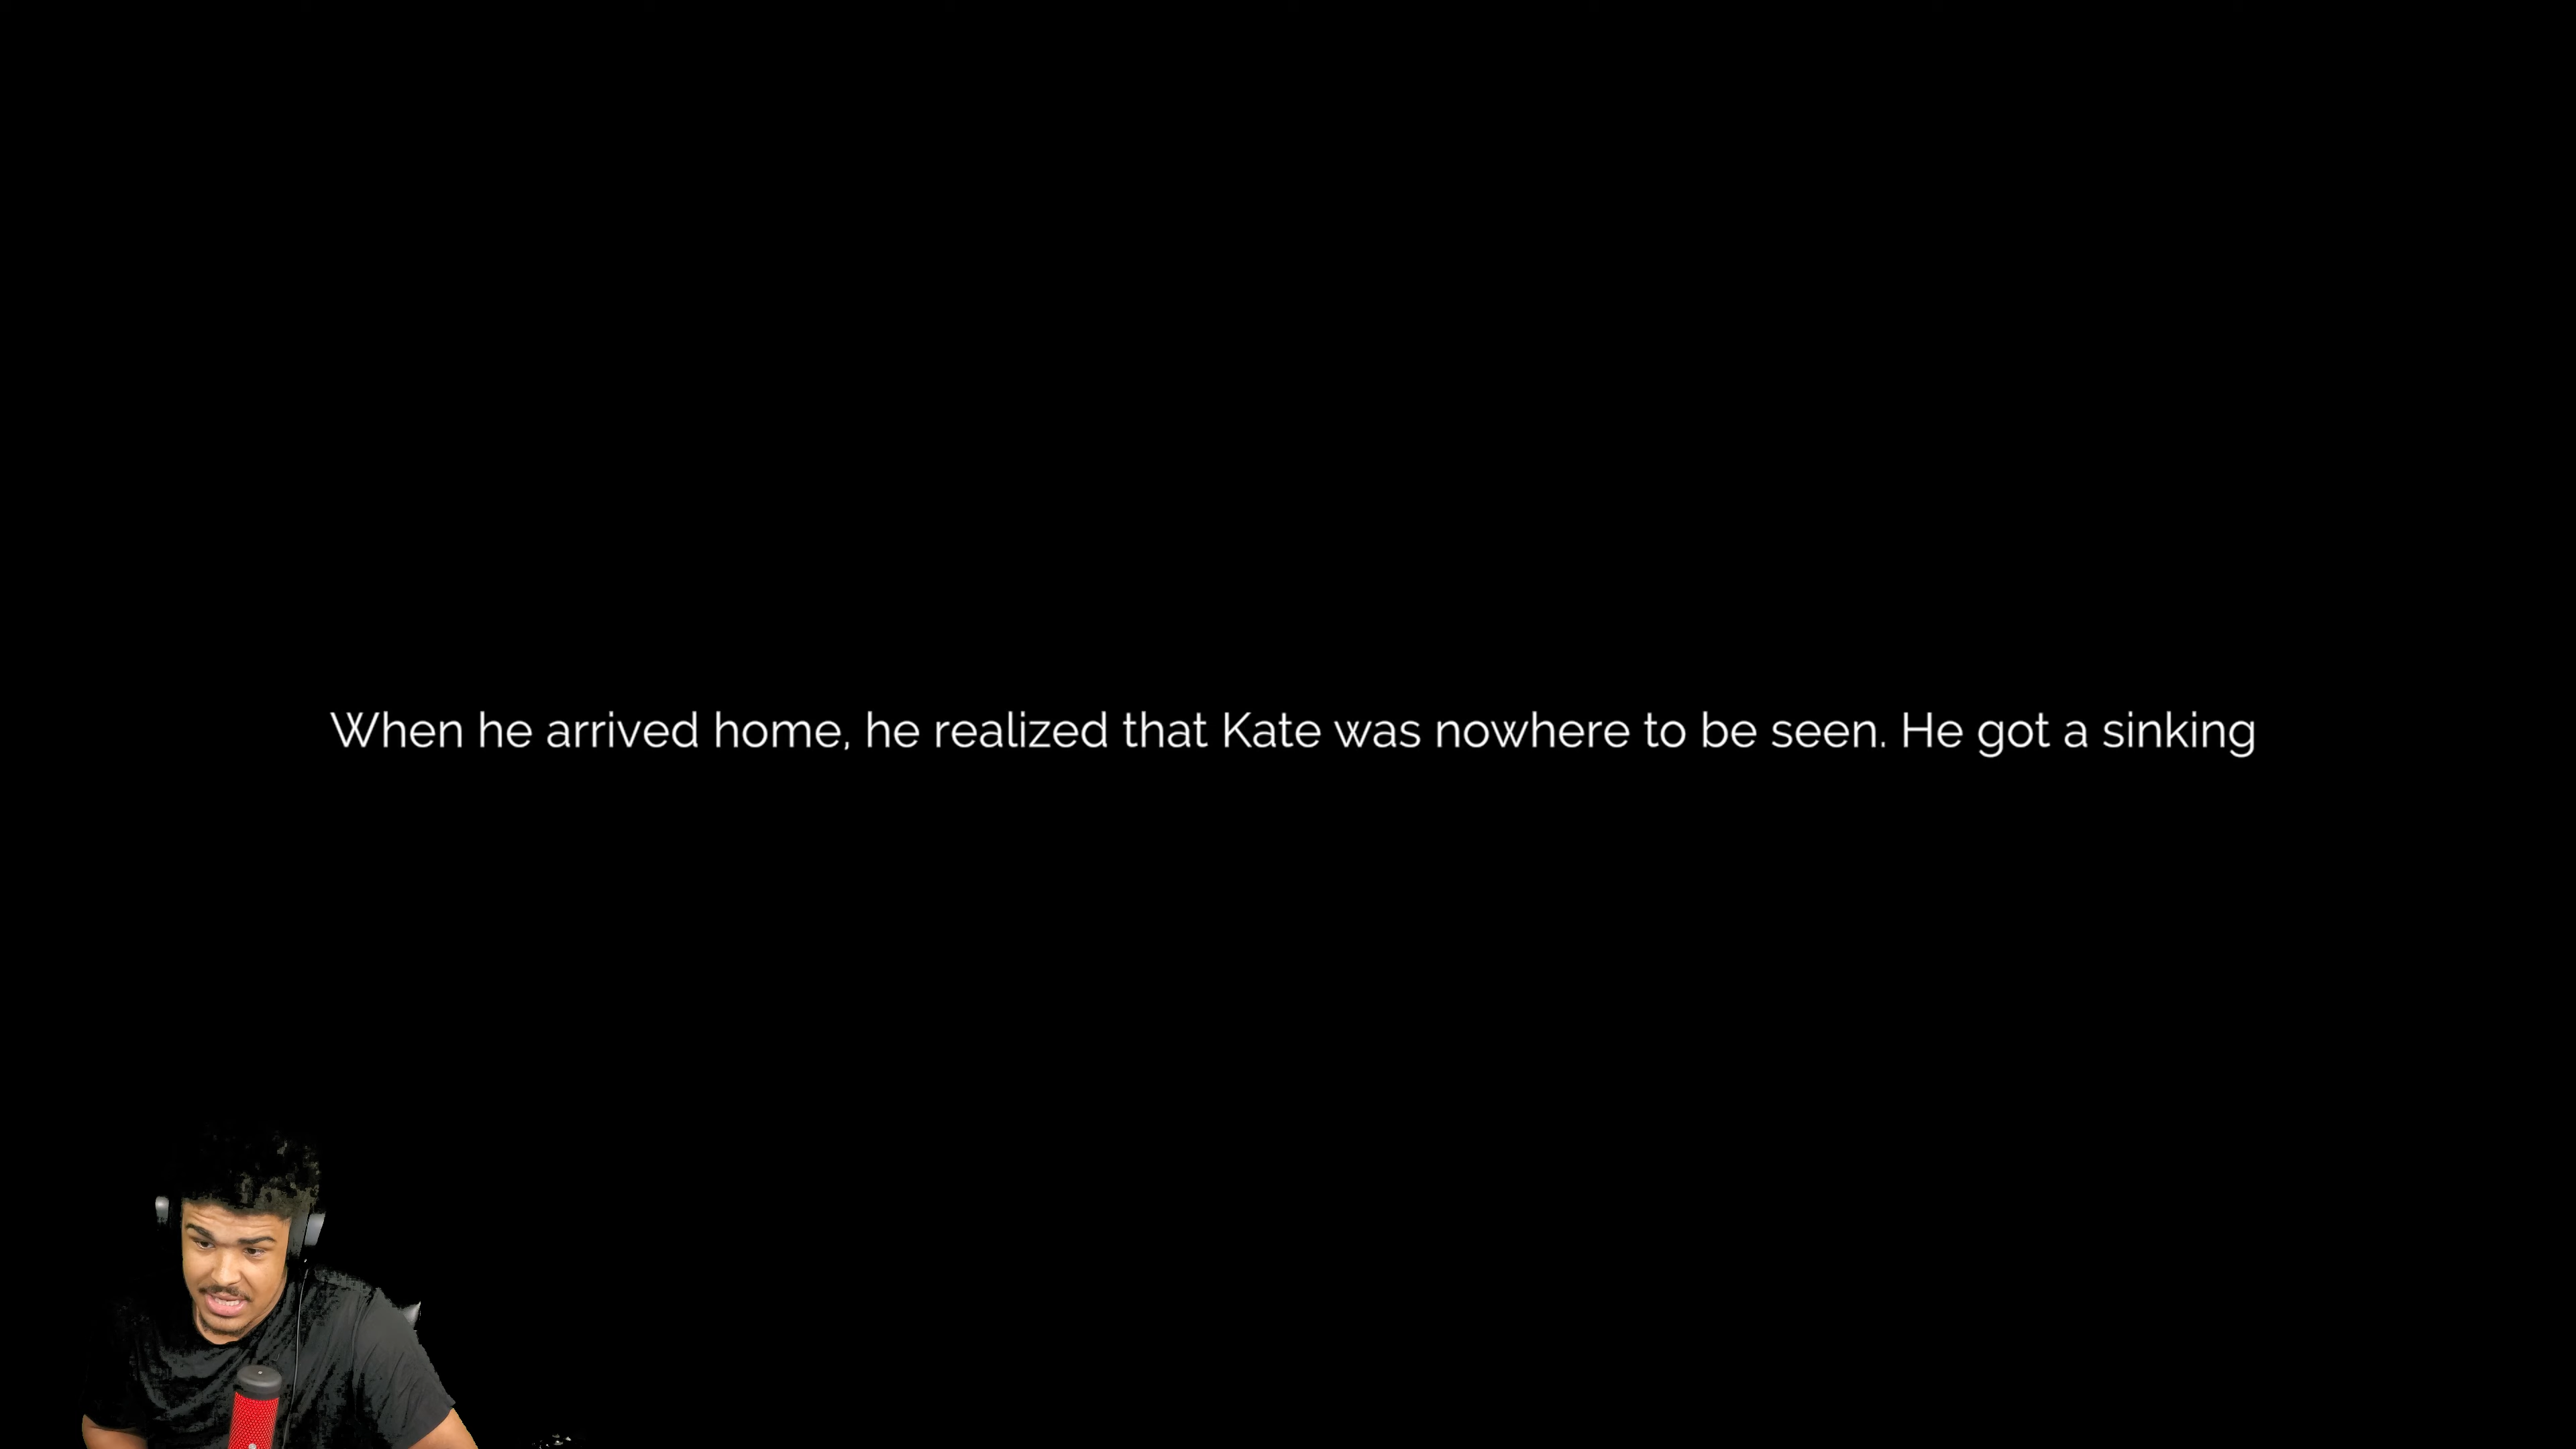 When he arrived home, he realized that Kate was nowhere to be seen. He got a sinking